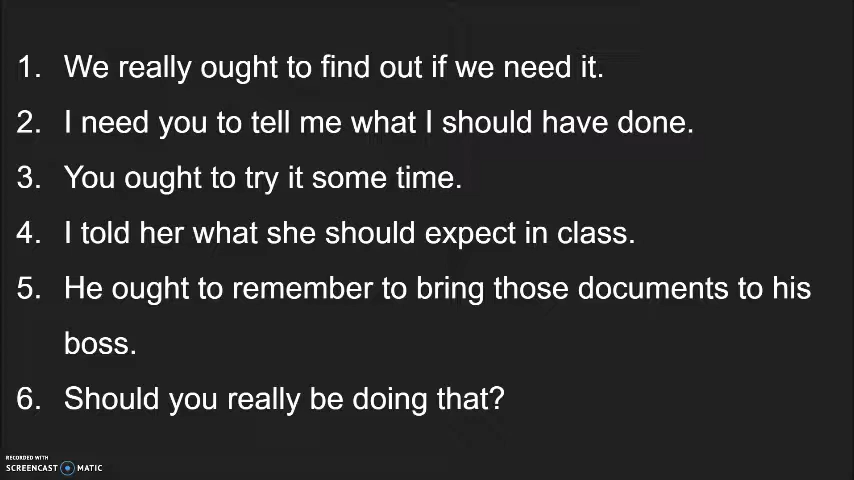 1. We really ought to find out if we need it.
2. I need you to tell me what I should have done.
3. You ought to try it some time.
4. I told her what she should expect in class.
5. He ought to remember to bring those documents to his
boss.
6. Should you really be doing that?
RECORDED WITH
SCREENCAST MATIC